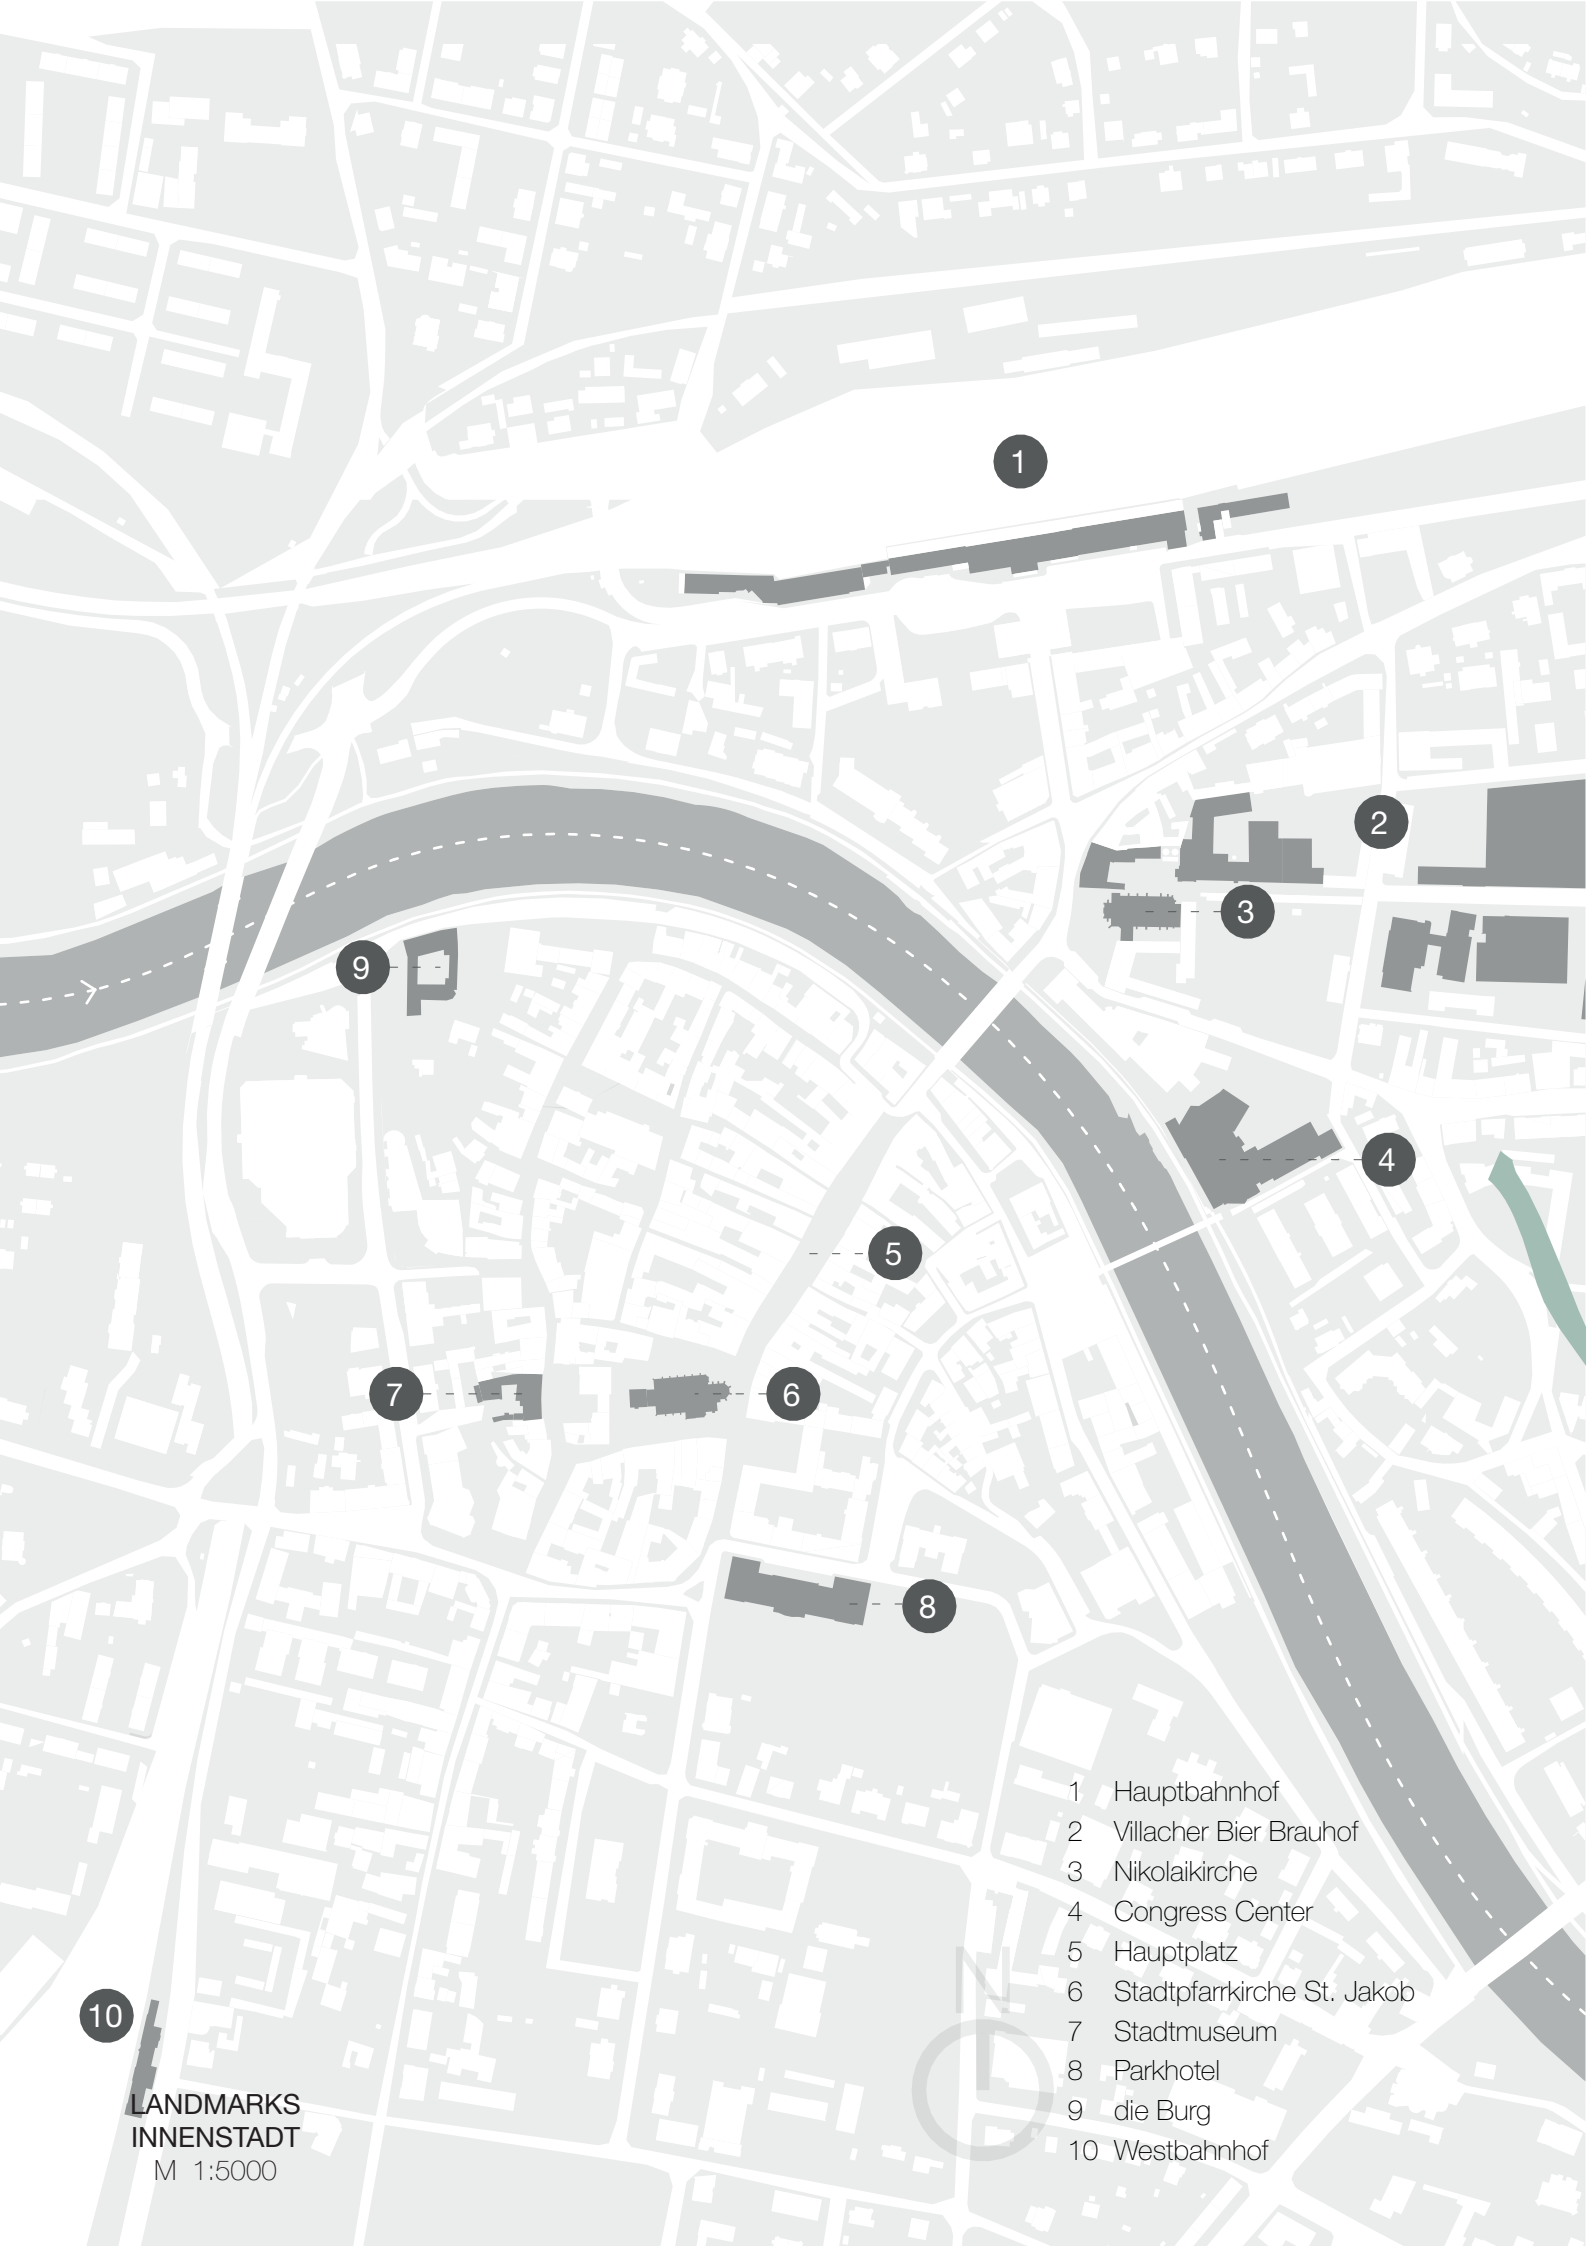 1
2
3
9
4
5
7
6
8
1 Hauptbahnhof
2 Villacher Bier Brauhof
3 Nikolaikirche
4 Congress Center
5 Hauptplatz
6 Stadtpfarrkirche St. Jakob
7 Stadtmuseum
8 Parkhotel
9 die Burg
10 Westbahnhof
N
10
LANDMARKS
INNENSTADT
M 1:5000